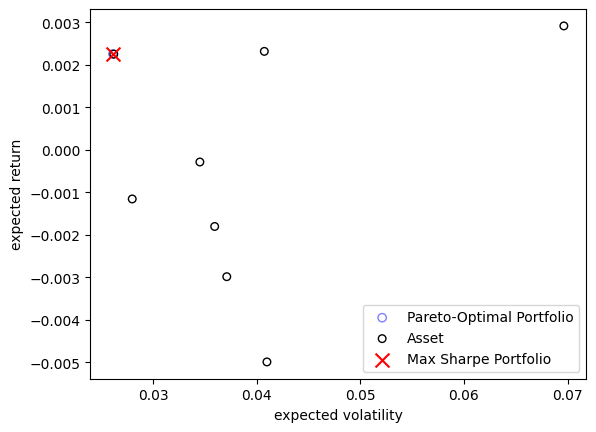 0.003
0.002
0.001
0.000
−0.001
−0.002
−0.003
−0.004
−0.005
expected return
Pareto-Optimal Portfolio
Asset
Max Sharpe Portfolio
0.03 0.04 0.05 0.06 0.07
expected volatility